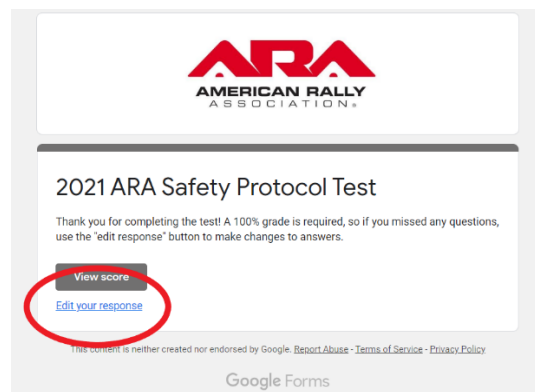 ARA
AMERICAN RALLY
ASSOCIATION®
2021 ARA Safety Protocol Test
Thank you for completing the test! A 100% grade is required, so if you missed any questions,
use the "edit response" button to make changes to answers.
View score
Edit your response
This content is neither created nor endorsed by Google. Report Abuse - Terms of Service - Privacy Policy
Google Forms